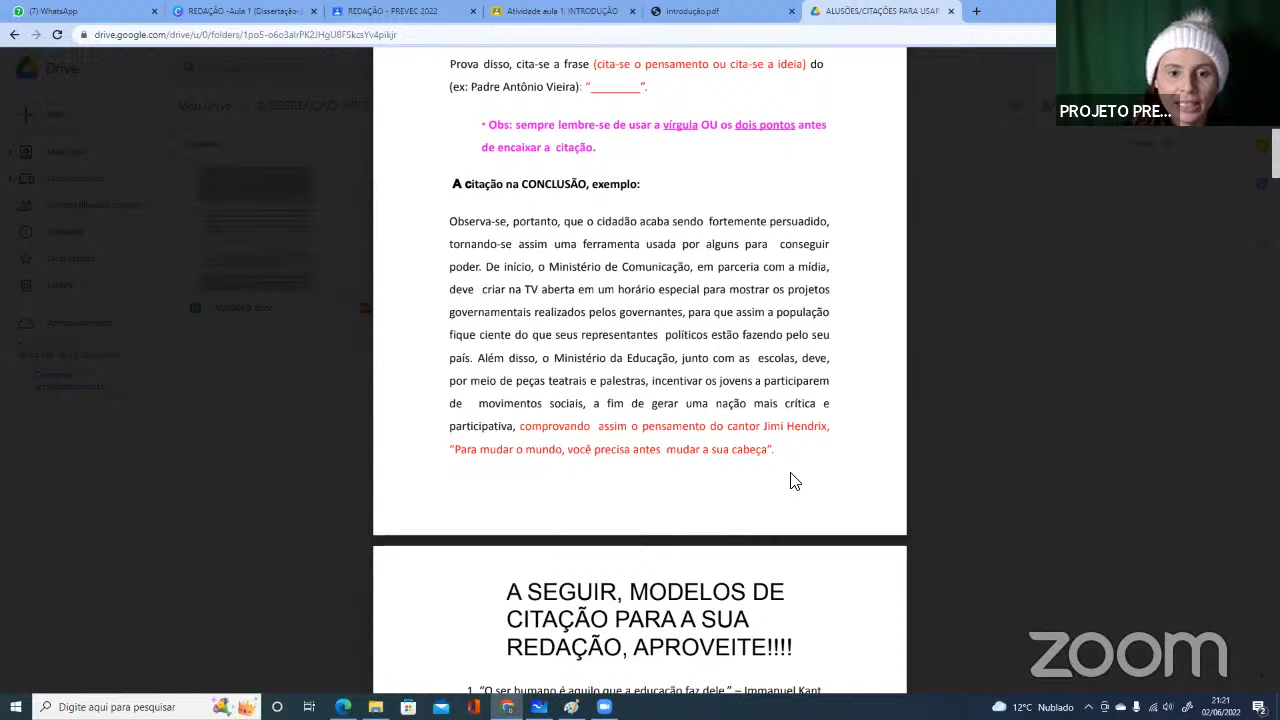 WhatsApp
REDAÇÃO -Aula 1 (Dissertação-
REDAÇÃO - PREVEC 2022
Atividade aula 1: INTRODUÇÃO
introdução.pdf
ALUSÕES/CITAÇÕES PARA USAR
drive.google.com/drive/u/0/folders/1po5-o6o3alrPK2JHgU8FSkcsYv4pikjr
Drive
Prova disso, cita-se a frase (cita-se o pensamento ou cita-se a ideia) do
(ex: Padre Antônio Vieira): “________”.
• Obs: sempre lembre-se de usar a vírgula OU os dois pontos antes
de encaixar a citação.
A citação na CONCLUSÃO, exemplo:
Observa-se, portanto, que o cidadão acaba sendo fortemente persuadido,
tornando-se assim uma ferramenta usada por alguns para conseguir
poder. De início, o Ministério de Comunicação, em parceria com a mídia,
deve criar na TV aberta em um horário especial para mostrar os projetos
governamentais realizados pelos governantes, para que assim a população
fique ciente do que seus representantes políticos estão fazendo pelo seu
país. Além disso, o Ministério da Educação, junto com as escolas, deve,
por meio de peças teatrais e palestras, incentivar os jovens a participarem
de movimentos sociais, a fim de gerar uma nação mais crítica e
participativa, comprovando assim o pensamento do cantor Jimi Hendrix,
“Para mudar o mundo, você precisa antes mudar a sua cabeça”.
A SEGUIR, MODELOS DE
CITAÇÃO PARA A SUA
REDAÇÃO, APROVEITE!!!!
1. “O ser humano é aquilo que a educação faz dele.” – Immanuel Kant
PROJETO PRE...
zoom
Digite aqui para pesquisar
12°C Nublado
21:21
02/06/2022